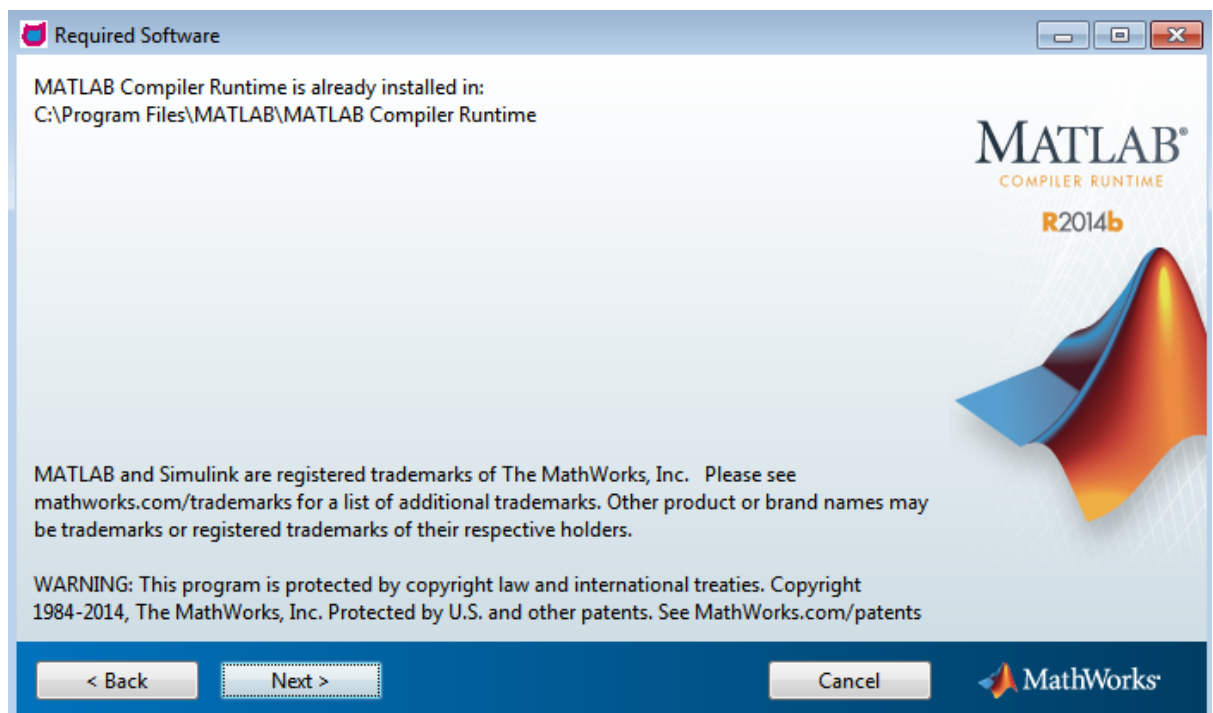 Required Software
MATLAB Compiler Runtime is already installed in:
C:\Program Files\MATLAB\MATLAB Compiler Runtime
MATLAB®
COMPILER RUNTIME
R2014b
MATLAB and Simulink are registered trademarks of The MathWorks, Inc.   Please see
mathworks.com/trademarks for a list of additional trademarks. Other product or brand names may
be trademarks or registered trademarks of their respective holders.
WARNING: This program is protected by copyright law and international treaties. Copyright
1984-2014, The MathWorks, Inc. Protected by U.S. and other patents. See MathWorks.com/patents
< Back
Next >
Cancel
MathWorks®